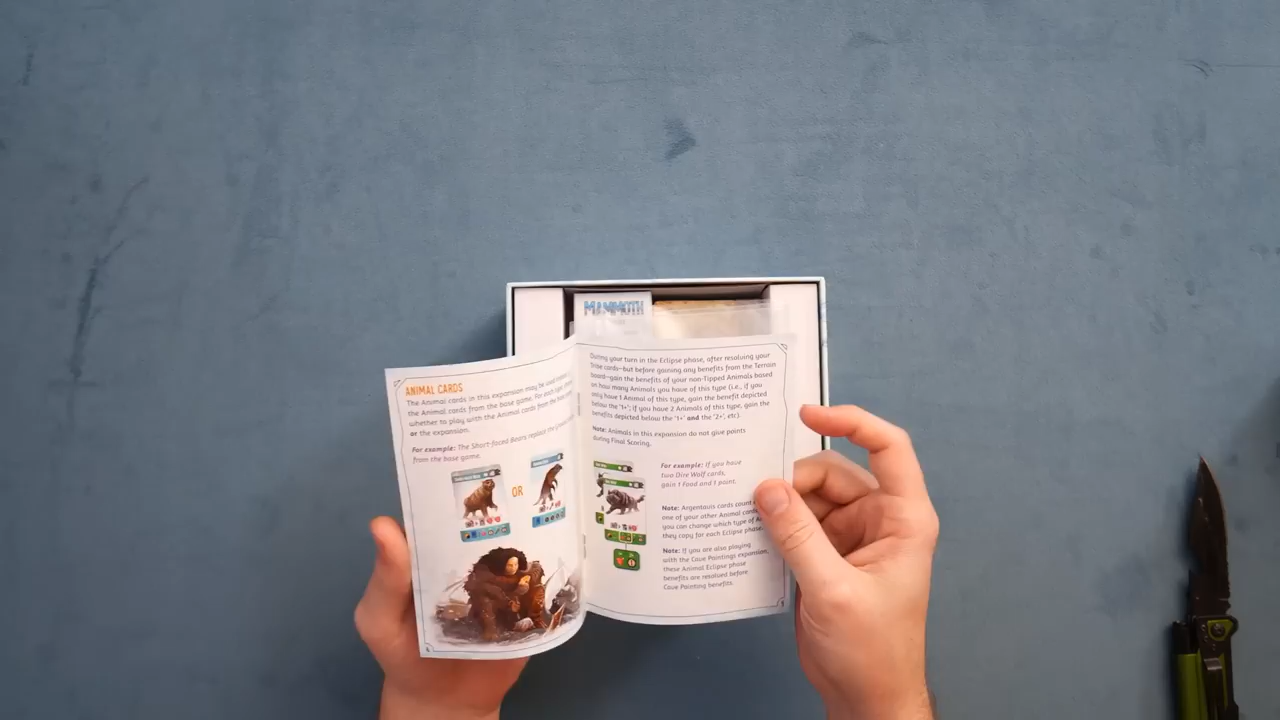 MAMMOTH
ANIMAL CARDS
The Animal cards in this expansion may be used
the Animal cards from the base game. For each type,
whether to play with the Animal cards from the base
or the expansion.
For example: The Short-faced Bears replace the
from the base game.
OR
During your turn in the Eclipse phase, after resolving your
Tribe cards—but before gaining any benefits from the Terrain
board—gain the benefits of your non-Tipped Animals based
on how many Animals you have of this type (i.e., if you
only have 1 Animal of this type, gain the benefit depicted
below the "1+"; if you have 2 Animals of this type, gain the
benefits depicted below the "1+" and the "2+", etc).
Note: Animals in this expansion do not give points
during Final Scoring.
For example: If you have
two Dire Wolf cards,
gain 1 Food and 1 point.
Note: Argentavis cards count
one of your other Animal
you can change which type of
they copy for each Eclipse phase.
Note: If you are also playing
with the Cave Paintings expansion,
these Animal Eclipse phase
benefits are resolved before
Cave Painting benefits.